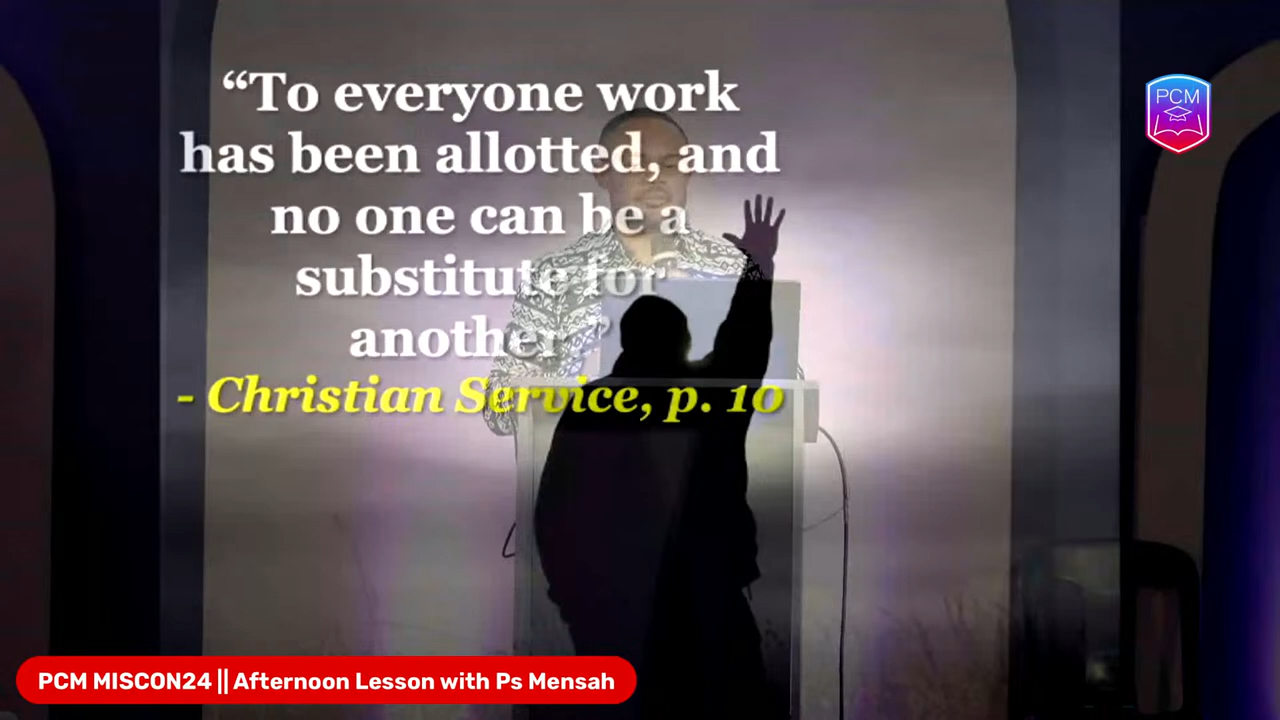 “To everyone work
has been allotted, and
no one can be a
substitute for
another.”
- Christian Service, p. 10
PCM
PCM MISCON24 || Afternoon Lesson with Ps Mensah